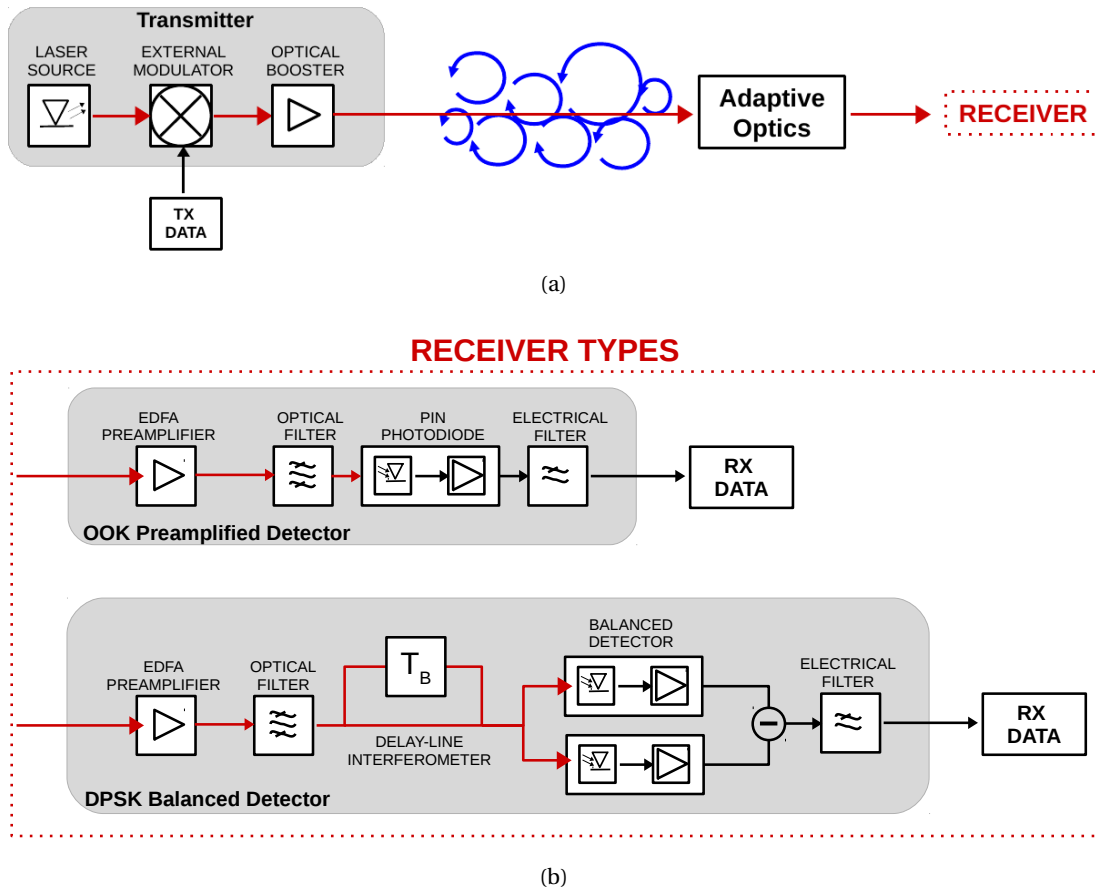 Transmitter
LASER
SOURCE
EXTERNAL
MODULATOR
OPTICAL
BOOSTER
TX
DATA
Adaptive
Optics
RECEIVER
(a)
RECEIVER TYPES
EDFA
PREAMPLIFIER
OPTICAL
FILTER
PIN
PHOTODIODE
ELECTRICAL
FILTER
RX
DATA
OOK Preamplified Detector
EDFA
PREAMPLIFIER
OPTICAL
FILTER
TB
DELAY-LINE
INTERFEROMETER
BALANCED
DETECTOR
ELECTRICAL
FILTER
RX
DATA
DPSK Balanced Detector
(b)